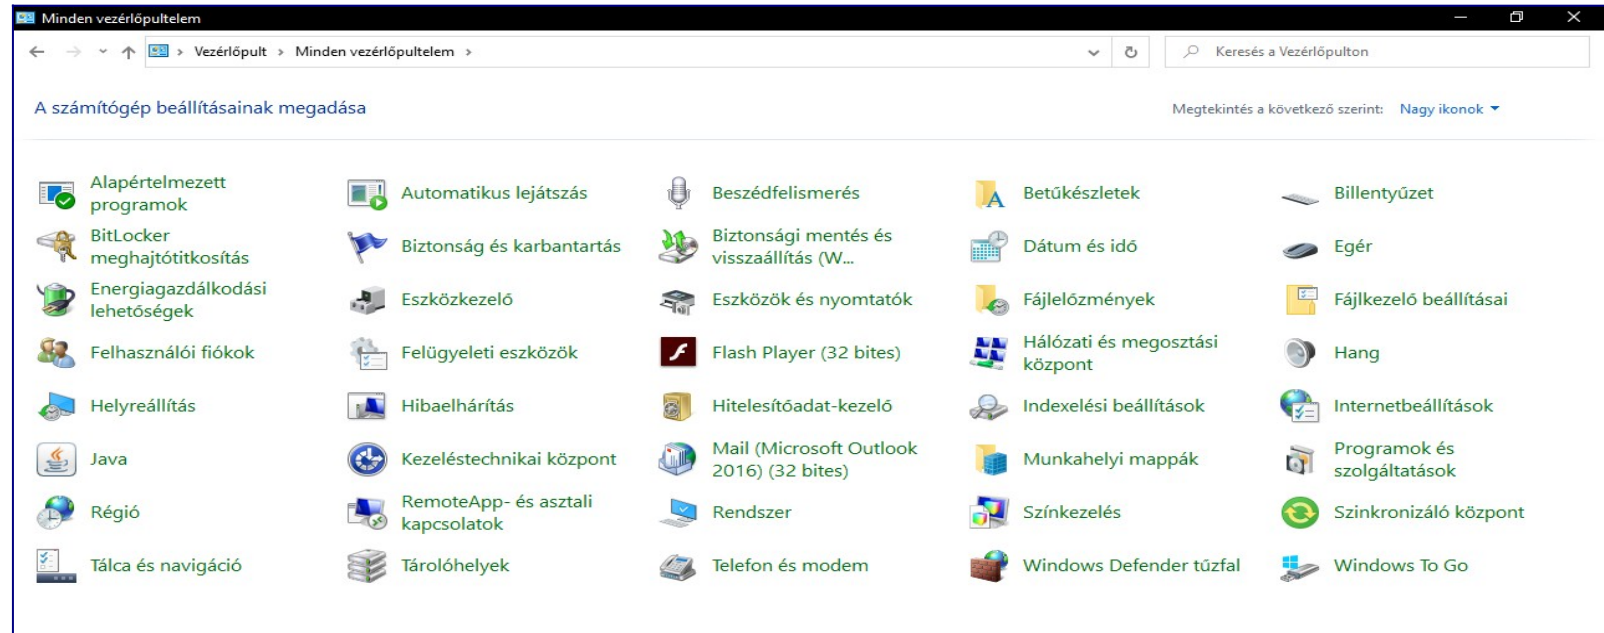 Minden vezérlőpultelem
Vezérlőpult > Minden vezérlőpultelem >
Keresés a Vezérlőpulton
A számítógép beállításainak megadása
Megtekintés a következő szerint: Nagy ikonok
Alapértelmezett
programok
Automatikus lejátszás
Beszédfelismerés
Betűkészletek
Billentyűzet
BitLocker
meghajtótitkosítás
Biztonság és karbantartás
Biztonsági mentés és
visszaállítás (W...
Dátum és idő
Egér
Energiagazdálkodási
lehetőségek
Eszközkezelő
Eszközök és nyomtatók
Fájlelőzmények
Fájlkezelő beállításai
Felhasználói fiókok
Felügyeleti eszközök
Flash Player (32 bites)
Hálózati és megosztási
központ
Hang
Helyreállítás
Hibaelhárítás
Hitelesítőadat-kezelő
Indexelési beállítások
Internetbeállítások
Java
Kezeléstechnikai központ
Mail (Microsoft Outlook
2016) (32 bites)
Munkahelyi mappák
Programok és
szolgáltatások
Régió
RemoteApp- és asztali
kapcsolatok
Rendszer
Színkezelés
Szinkronizáló központ
Tálca és navigáció
Tárolóhelyek
Telefon és modem
Windows Defender tűzfal
Windows To Go